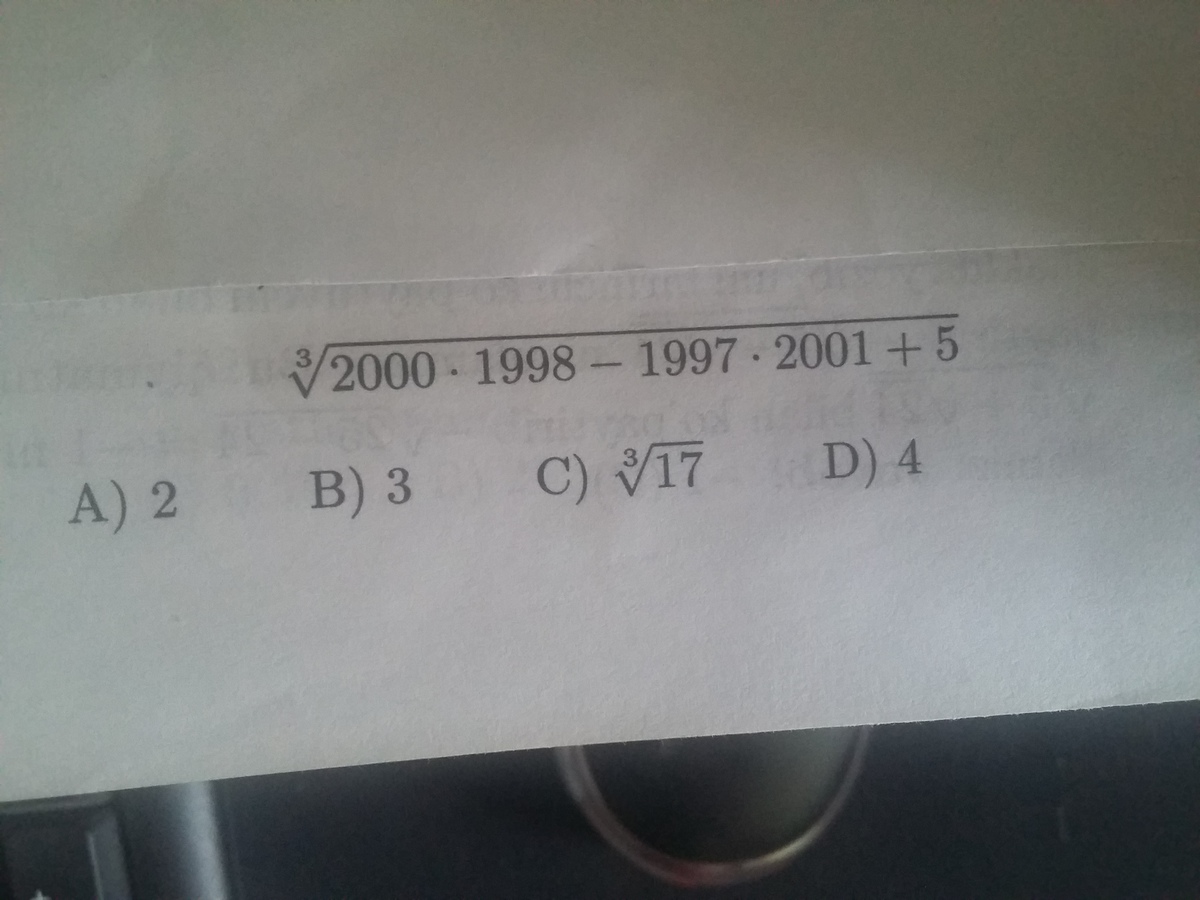 ∛(2000 · 1998 − 1997 · 2001 + 5)
A) 2 B) 3 C) ∛17 D) 4